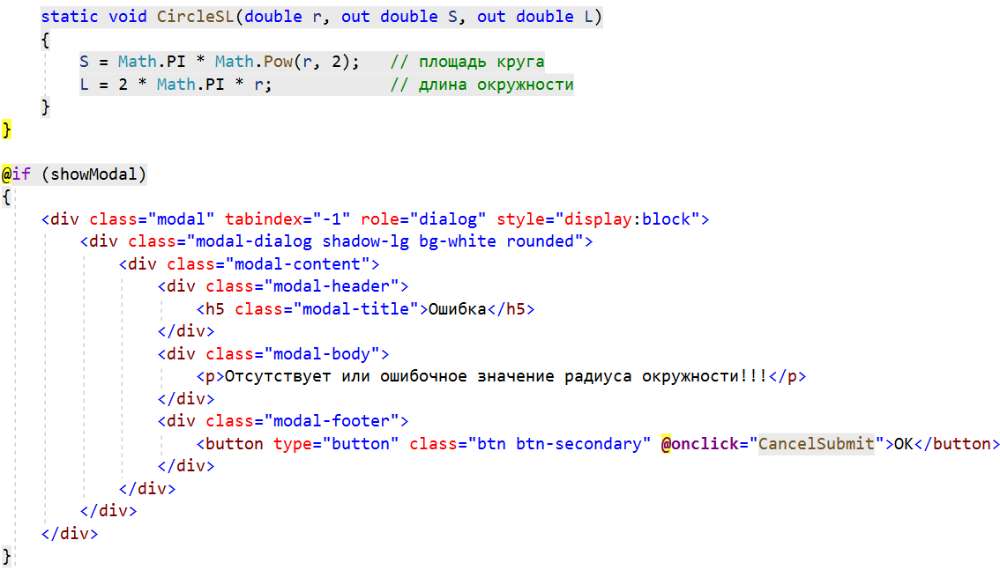 static void CircleSL(double r, out double S, out double L)
{
S = Math.PI * Math.Pow(r, 2);   // площадь круга
L = 2 * Math.PI * r;            // длина окружности
}
}
@if (showModal)
{
<div class="modal" tabindex="-1" role="dialog" style="display:block">
<div class="modal-dialog shadow-lg bg-white rounded">
<div class="modal-content">
<div class="modal-header">
<h5 class="modal-title">Ошибка</h5>
</div>
<div class="modal-body">
<p>Отсутствует или ошибочное значение радиуса окружности!!!</p>
</div>
<div class="modal-footer">
<button type="button" class="btn btn-secondary" @onclick="CancelSubmit">OK</button>
</div>
</div>
</div>
</div>
}